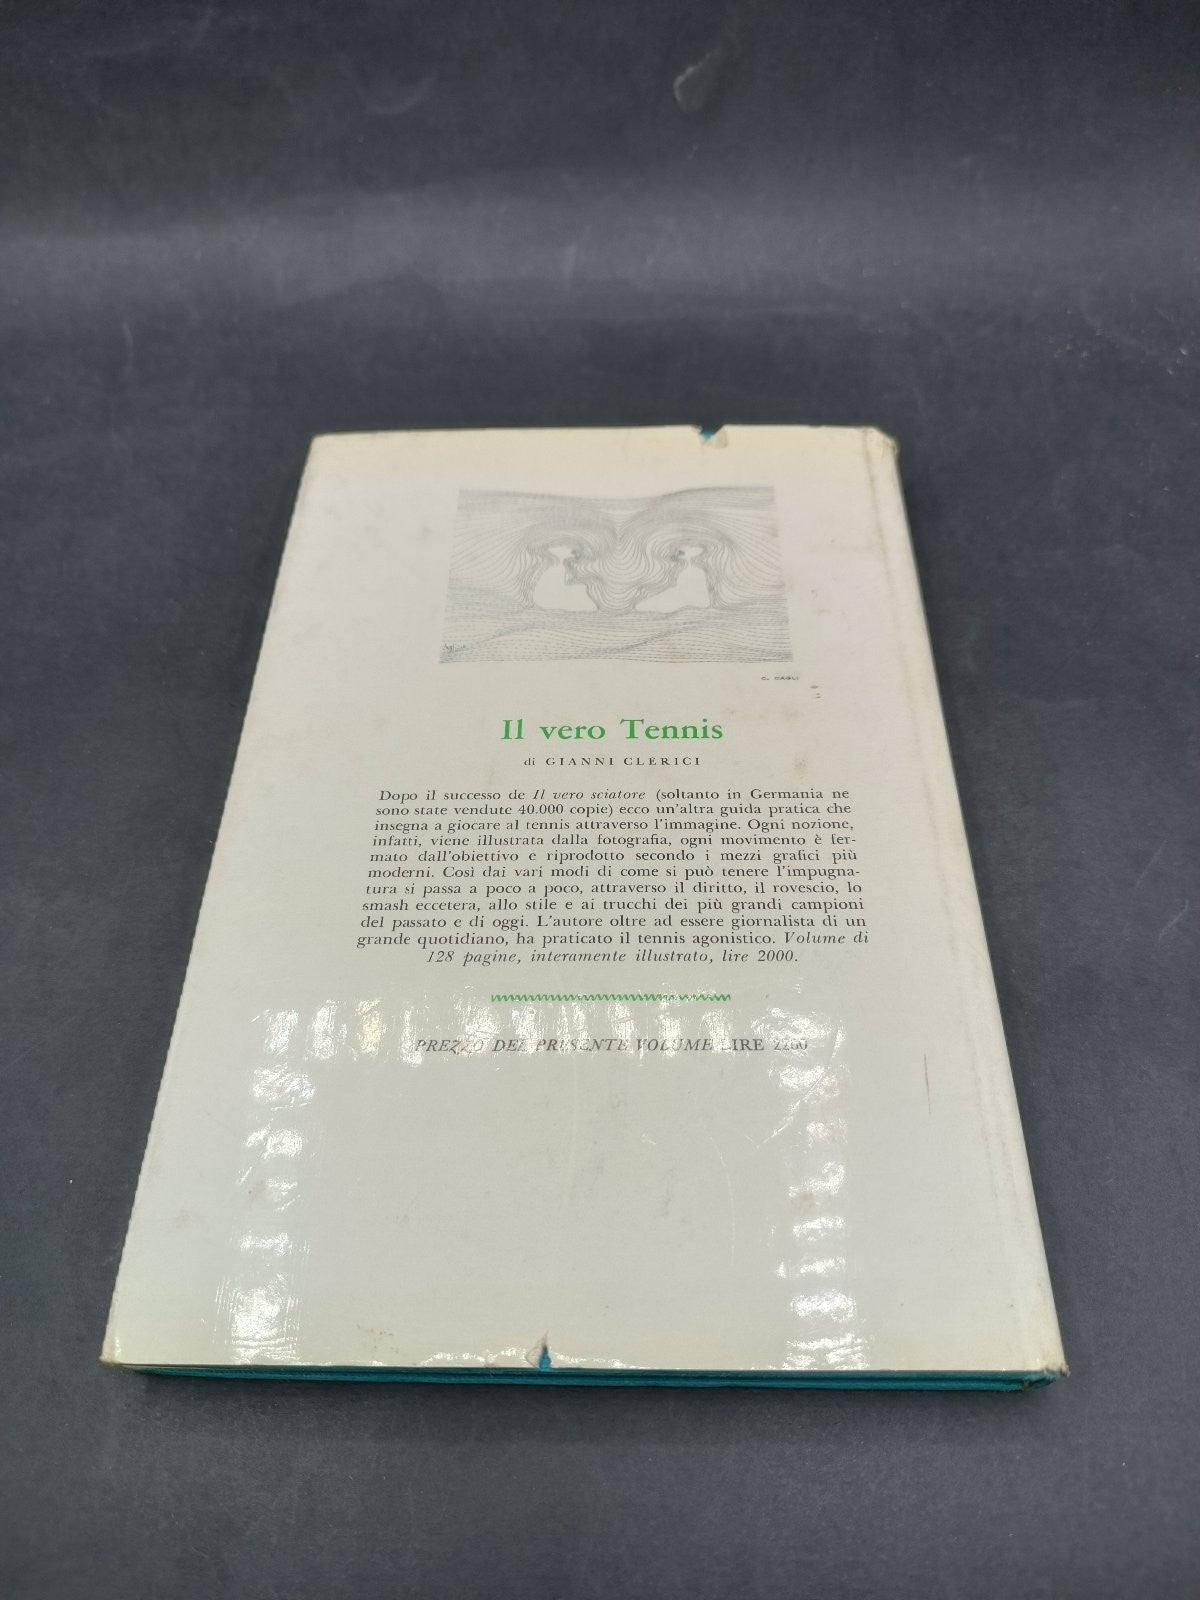 C. CAGLI
Il vero Tennis
di GIANNI CLERICI
Dopo il successo de Il vero sciatore (soltanto in Germania ne
sono state vendute 40.000 copie) ecco un'altra guida pratica che
insegna a giocare al tennis attraverso l'immagine. Ogni nozione,
infatti, viene illustrata dalla fotografia, ogni movimento è fer-
mato dall'obiettivo e riprodotto secondo i mezzi grafici più
moderni. Così dai vari modi di come si può tenere l'impugna-
tura si passa a poco a poco, attraverso il diritto, il rovescio, lo
smash eccetera, allo stile e ai trucchi dei più grandi campioni
del passato e di oggi. L'autore oltre ad essere giornalista di un
grande quotidiano, ha praticato il tennis agonistico. Volume di
128 pagine, interamente illustrato, lire 2000.
PREZZO DEL PRESENTE VOLUME LIRE